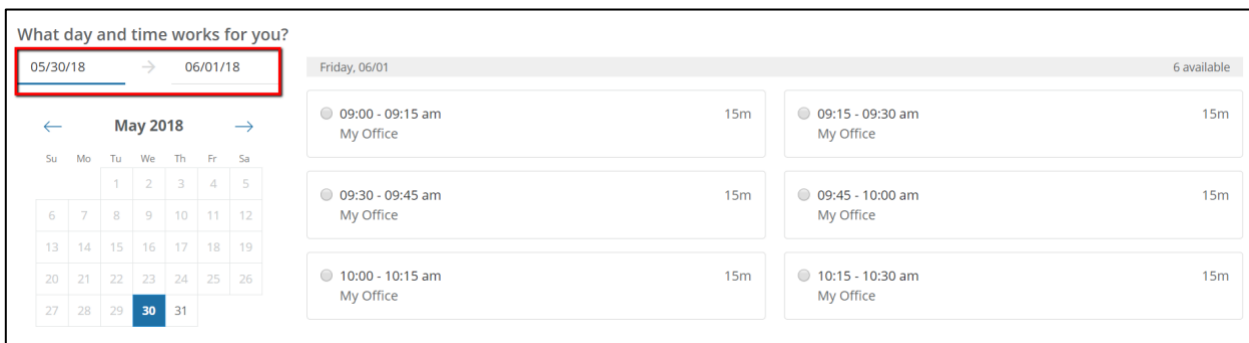 What day and time works for you?
05/30/18 → 06/01/18
← May 2018 →
Su Mo Tu We Th Fr Sa
1 2 3 4 5
6 7 8 9 10 11 12
13 14 15 16 17 18 19
20 21 22 23 24 25 26
27 28 29 30 31
Friday, 06/01 6 available
09:00 - 09:15 am 15m
My Office
09:15 - 09:30 am 15m
My Office
09:30 - 09:45 am 15m
My Office
09:45 - 10:00 am 15m
My Office
10:00 - 10:15 am 15m
My Office
10:15 - 10:30 am 15m
My Office